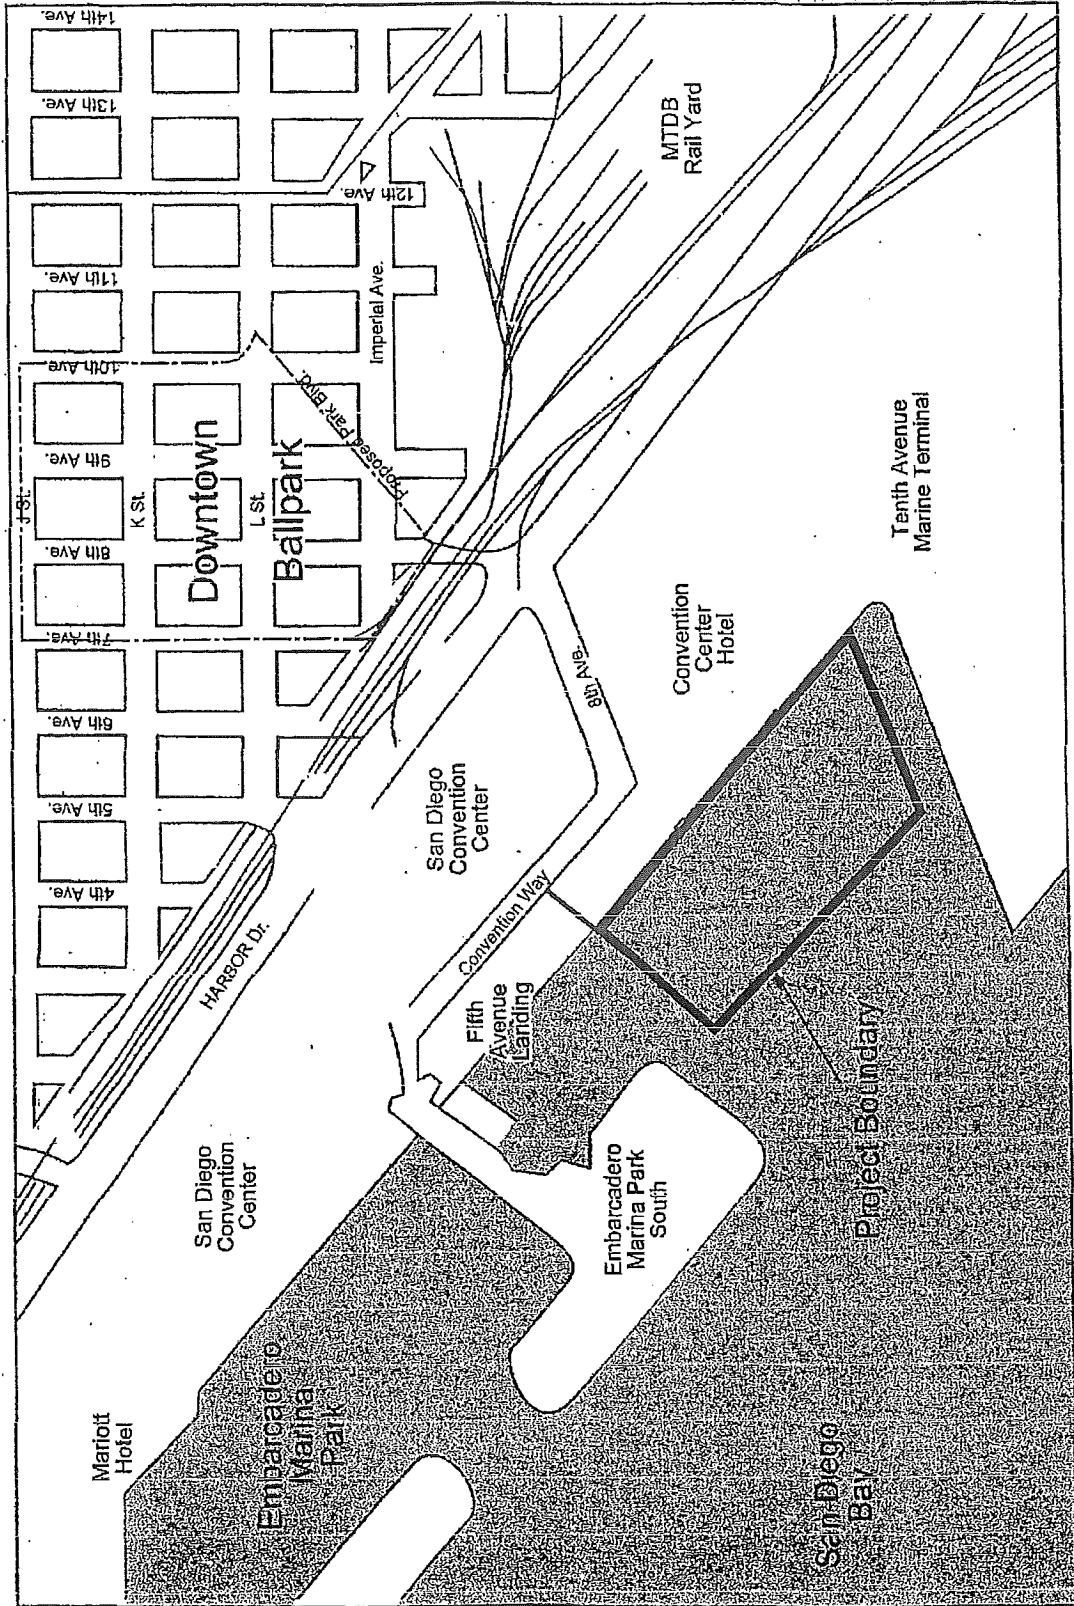 14th Ave.
13th Ave.
12th Ave.
11th Ave.
10th Ave.
9th Ave.
8th Ave.
7th Ave.
6th Ave.
5th Ave.
4th Ave.
J St.
K St.
L St.
Imperial Ave.
Proposed Park Blvd.
Downtown
Ballpark
MTDB
Rail Yard
HARBOR Dr.
San Diego
Convention
Center
8th Ave.
Convention
Center
Hotel
Tenth Avenue
Marine Terminal
Convention Way
Fifth
Avenue
Landing
San Diego
Convention
Center
Embarcadero
Marina Park
South
Project Boundary
Mariott
Hotel
Embarcadero
Marina
Park
San Diego
Bay